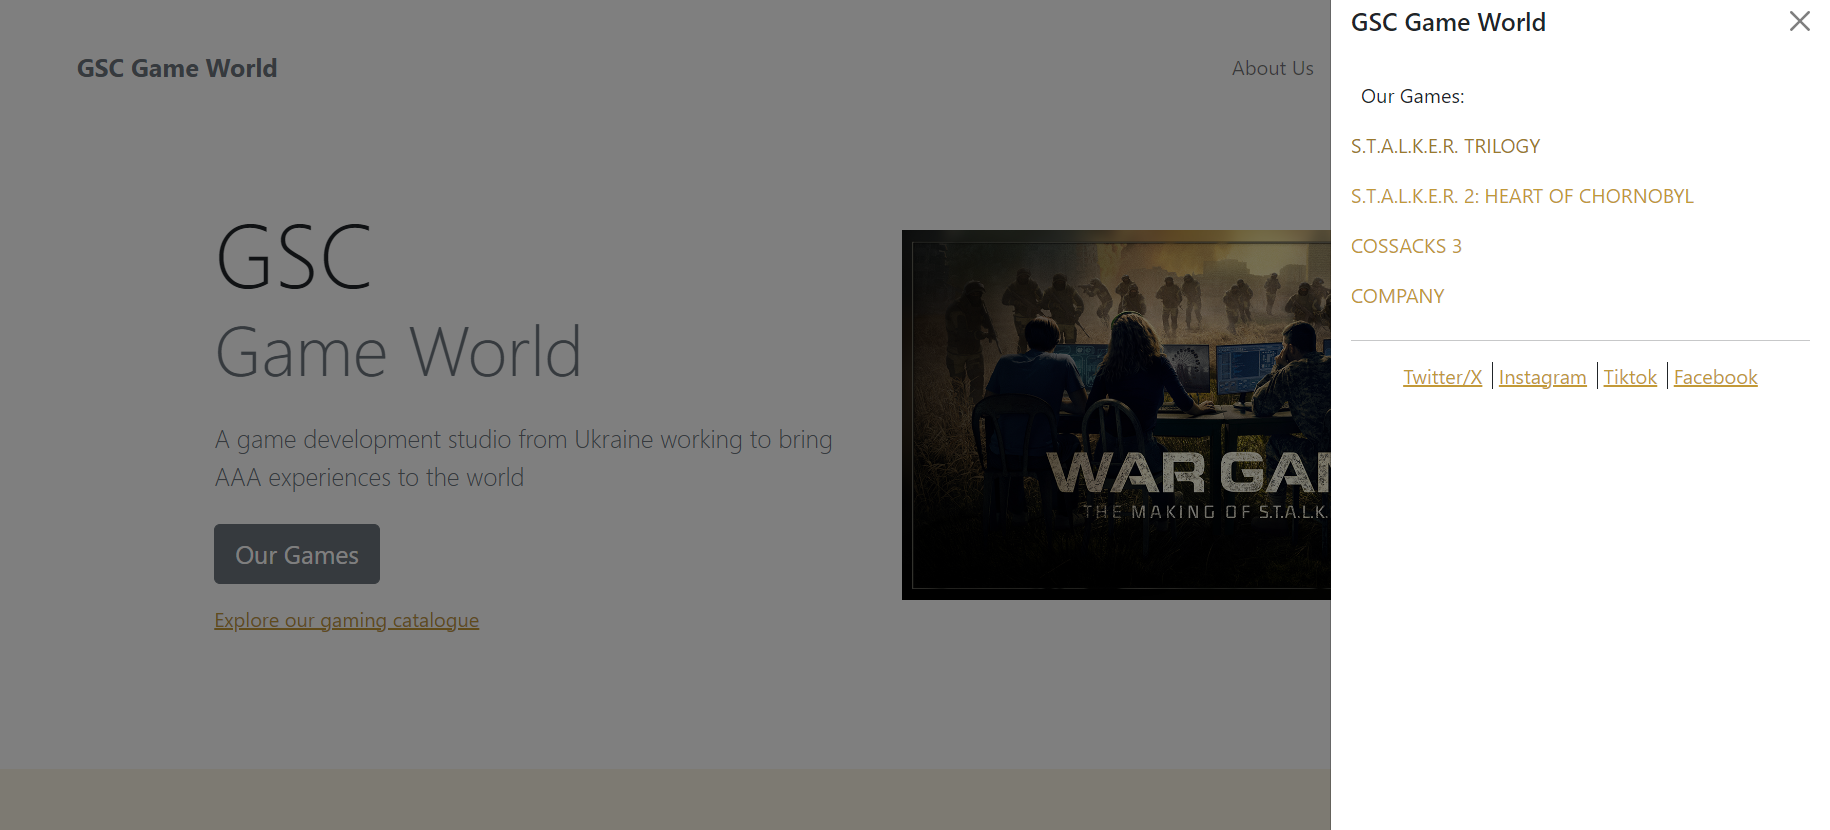 GSC Game World
About Us
GSC
Game World
A game development studio from Ukraine working to bring
AAA experiences to the world
Our Games
Explore our gaming catalogue
WAR GAM
THE MAKING OF S.T.A.L.K.
GSC Game World
Our Games:
S.T.A.L.K.E.R. TRILOGY
S.T.A.L.K.E.R. 2: HEART OF CHORNOBYL
COSSACKS 3
COMPANY
Twitter/X Instagram Tiktok Facebook